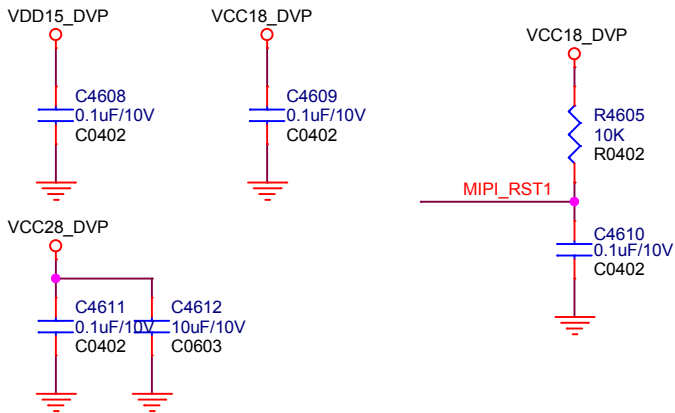 VDD15_DVP
C4608
0.1uF/10V
C0402
VCC18_DVP
C4609
0.1uF/10V
C0402
VCC18_DVP
R4605
10K
R0402
MIPI_RST1
C4610
0.1uF/10V
C0402
VCC28_DVP
C4611
0.1uF/10V
C0402
C4612
10uF/10V
C0603